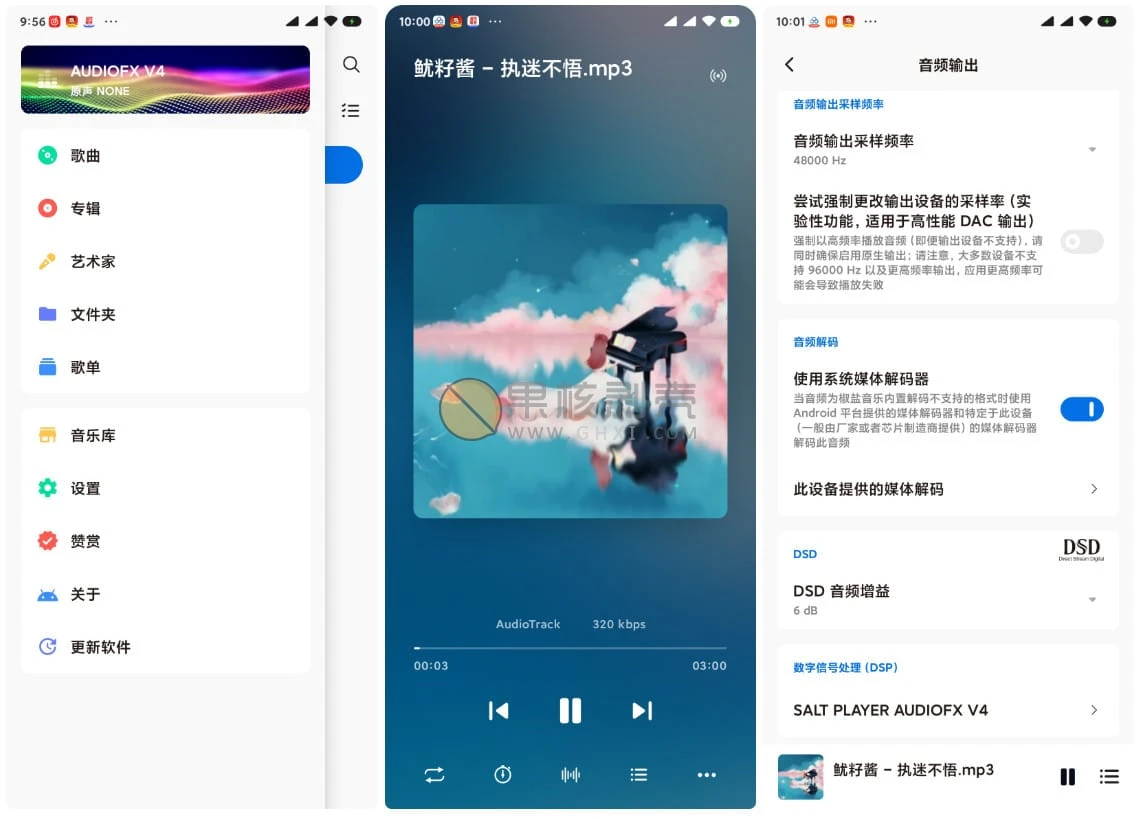 9:56
AUDIOFX V4
原声 NONE
歌曲
专辑
艺术家
文件夹
歌单
音乐库
设置
赞赏
关于
更新软件
10:00
鱿籽酱 – 执迷不悟.mp3
果核剥壳
WWW.GHXI.COM
AudioTrack 320 kbps
00:03 03:00
10:01
音频输出
音频输出采样频率
音频输出采样频率
48000 Hz
尝试强制更改输出设备的采样率（实
验性功能，适用于高性能 DAC 输出）
强制以高频率播放音频（即便输出设备不支持），请
同时确保启用原生输出；请注意，大多数设备不支
持 96000 Hz 以及更高频率输出，应用更高频率可
能会导致播放失败
音频解码
使用系统媒体解码器
当音频为椒盐音乐内置解码不支持的格式时使用
Android 平台提供的媒体解码器和特定于此设备
（一般由厂家或者芯片制造商提供）的媒体解码器
解码此音频
此设备提供的媒体解码
DSD
DSD
Direct Stream Digital
DSD 音频增益
6 dB
数字信号处理（DSP）
SALT PLAYER AUDIOFX V4
鱿籽酱 – 执迷不悟.mp3